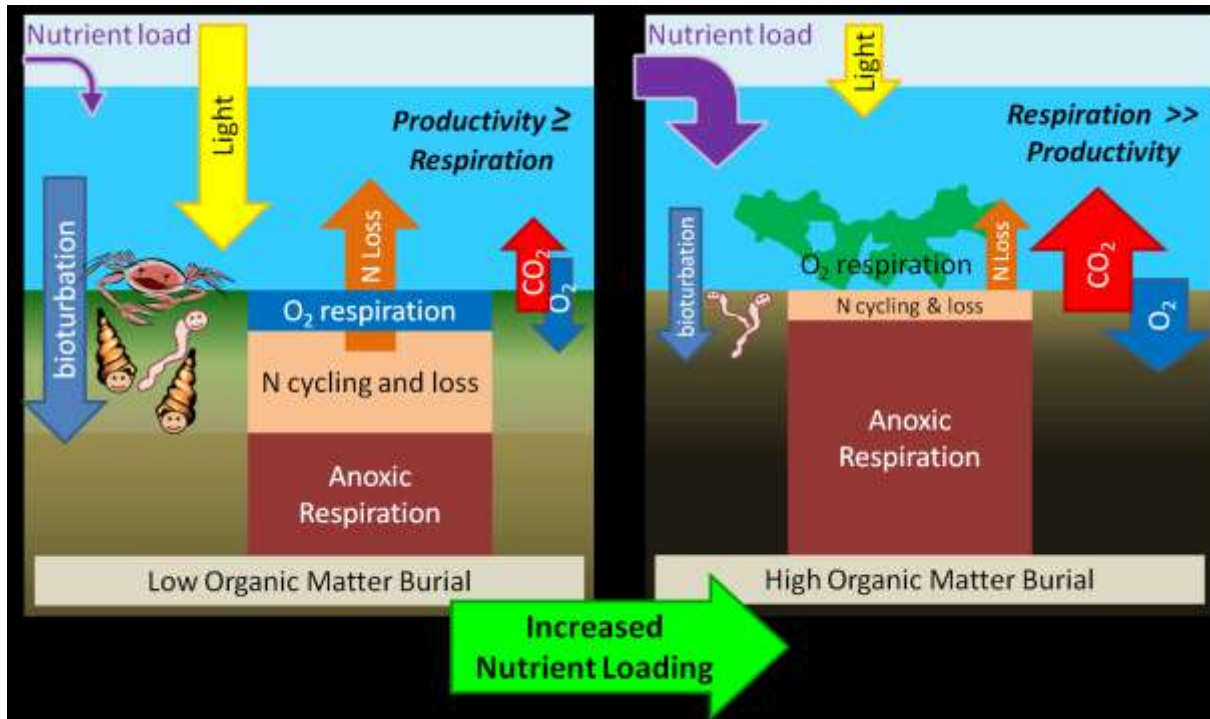 Nutrient load
Light
Productivity ≥
Respiration
bioturbation
N Loss
CO₂
O₂
O₂ respiration
N cycling and loss
Anoxic
Respiration
Low Organic Matter Burial
Nutrient load
Light
Respiration >>
Productivity
bioturbation
O₂ respiration
N Loss
CO₂
O₂
N cycling & loss
Anoxic
Respiration
High Organic Matter Burial
Increased
Nutrient Loading